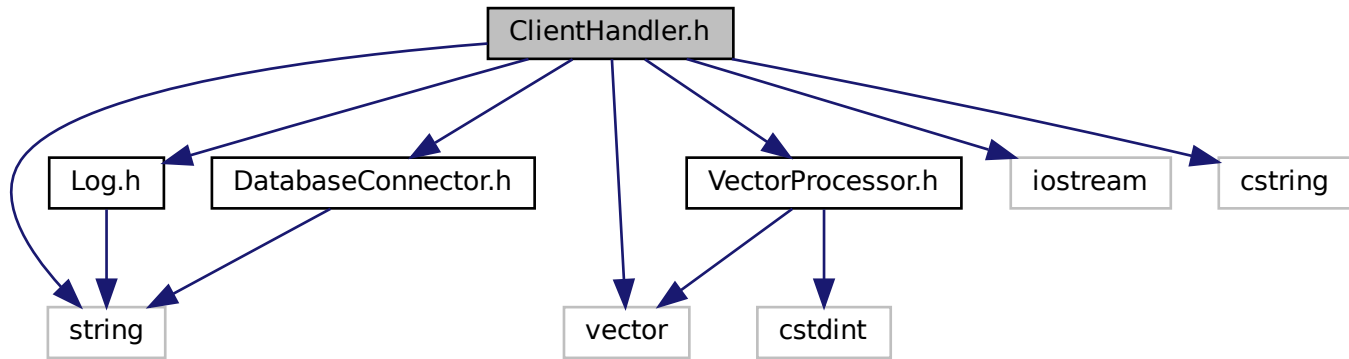 ClientHandler.h
Log.h
DatabaseConnector.h
VectorProcessor.h
iostream
cstring
string
vector
cstdint